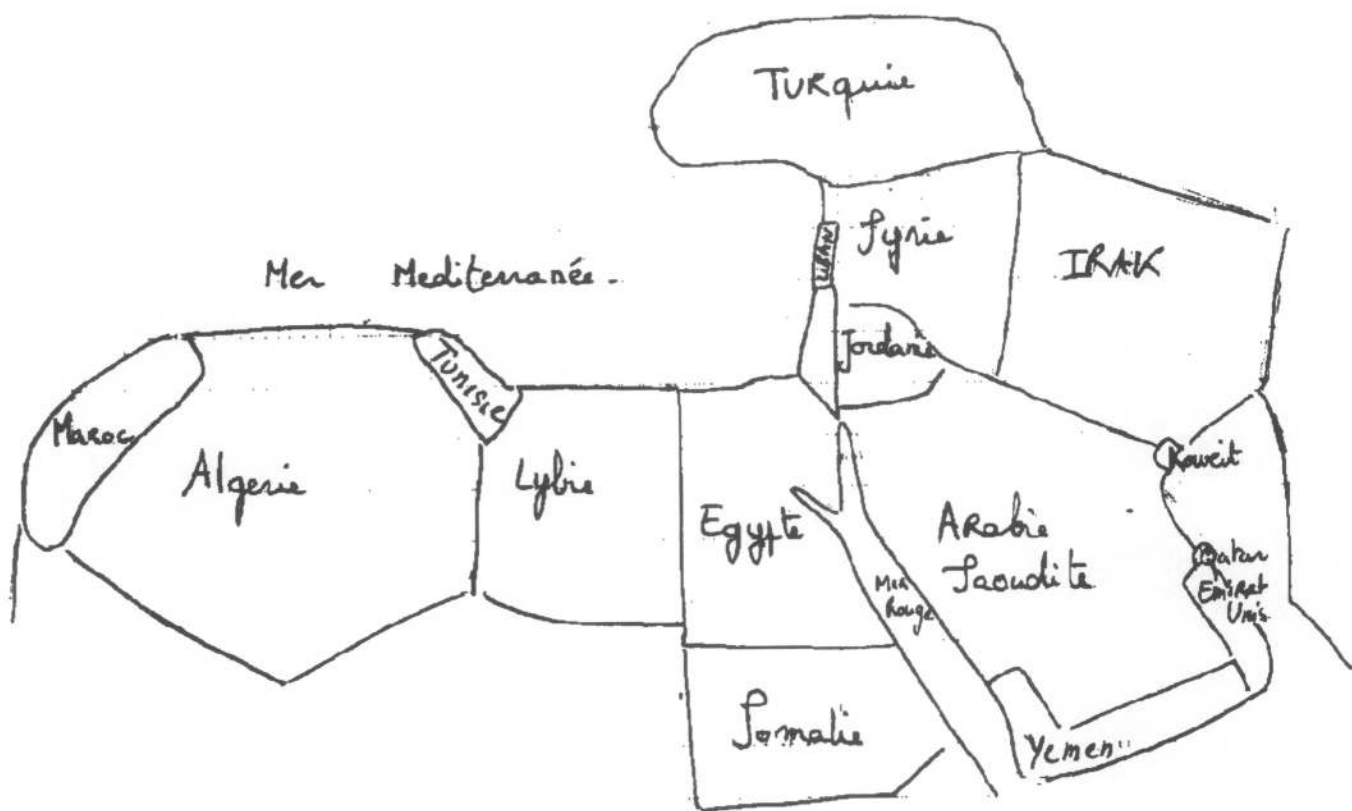 TURquie
Syrie
LIBAN
IRAK
Mer Mediterranée.
Jordanie
Tunisie
Maroc
Algerie
Lybie
Egypte
Koweit
ARabie
Saoudite
Mer
Rouge
Qatar
EmiRat
Unis
Somalie
Yemen